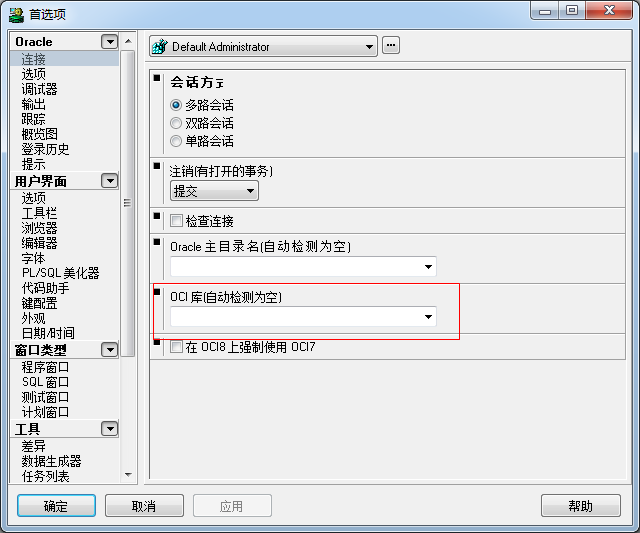 首选项
Oracle
连接
选项
调试器
输出
跟踪
概览图
登录历史
提示
用户界面
选项
工具栏
浏览器
编辑器
字体
PL/SQL 美化器
代码助手
键配置
外观
日期/时间
窗口类型
程序窗口
SQL 窗口
测试窗口
计划窗口
工具
差异
数据生成器
任务列表
Default Administrator
会话方式
多路会话
双路会话
单路会话
注销(有打开的事务)
提交
检查连接
Oracle 主目录名(自动检测为空)
OCI 库(自动检测为空)
在 OCI8 上强制使用 OCI7
确定
取消
应用
帮助